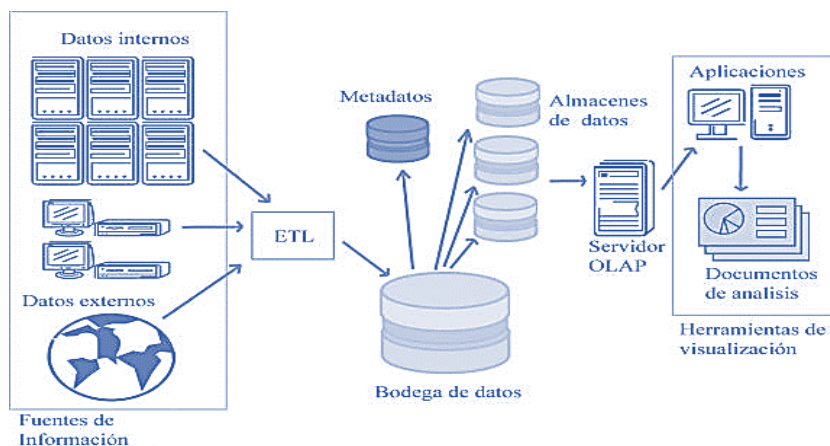 Datos internos
Datos externos
Fuentes de
Información
ETL
Metadatos
Bodega de datos
Almacenes
de datos
Servidor
OLAP
Aplicaciones
Documentos
de analisis
Herramientas de
visualización